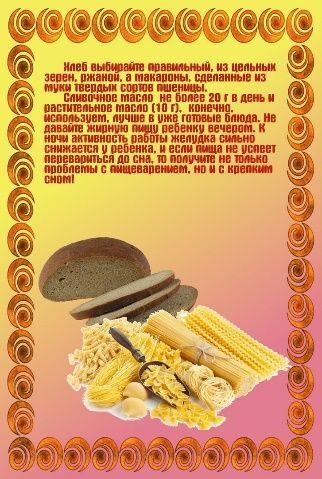 Хлеб выбирайте правильный, из цельных
зерен, ржаной, а макароны, сделанные из
муки твердых сортов пшеницы.
Сливочное масло не более 20 г в день и
растительное масло (10 г), конечно,
используем, лучше в уже готовые блюда. Не
давайте жирную пищу ребенку вечером. К
ночи активность работы желудка сильно
снижается у ребенка, и если пища не успеет
перевариться до сна, то получите не только
проблемы с пищеварением, но и с крепким
сном!